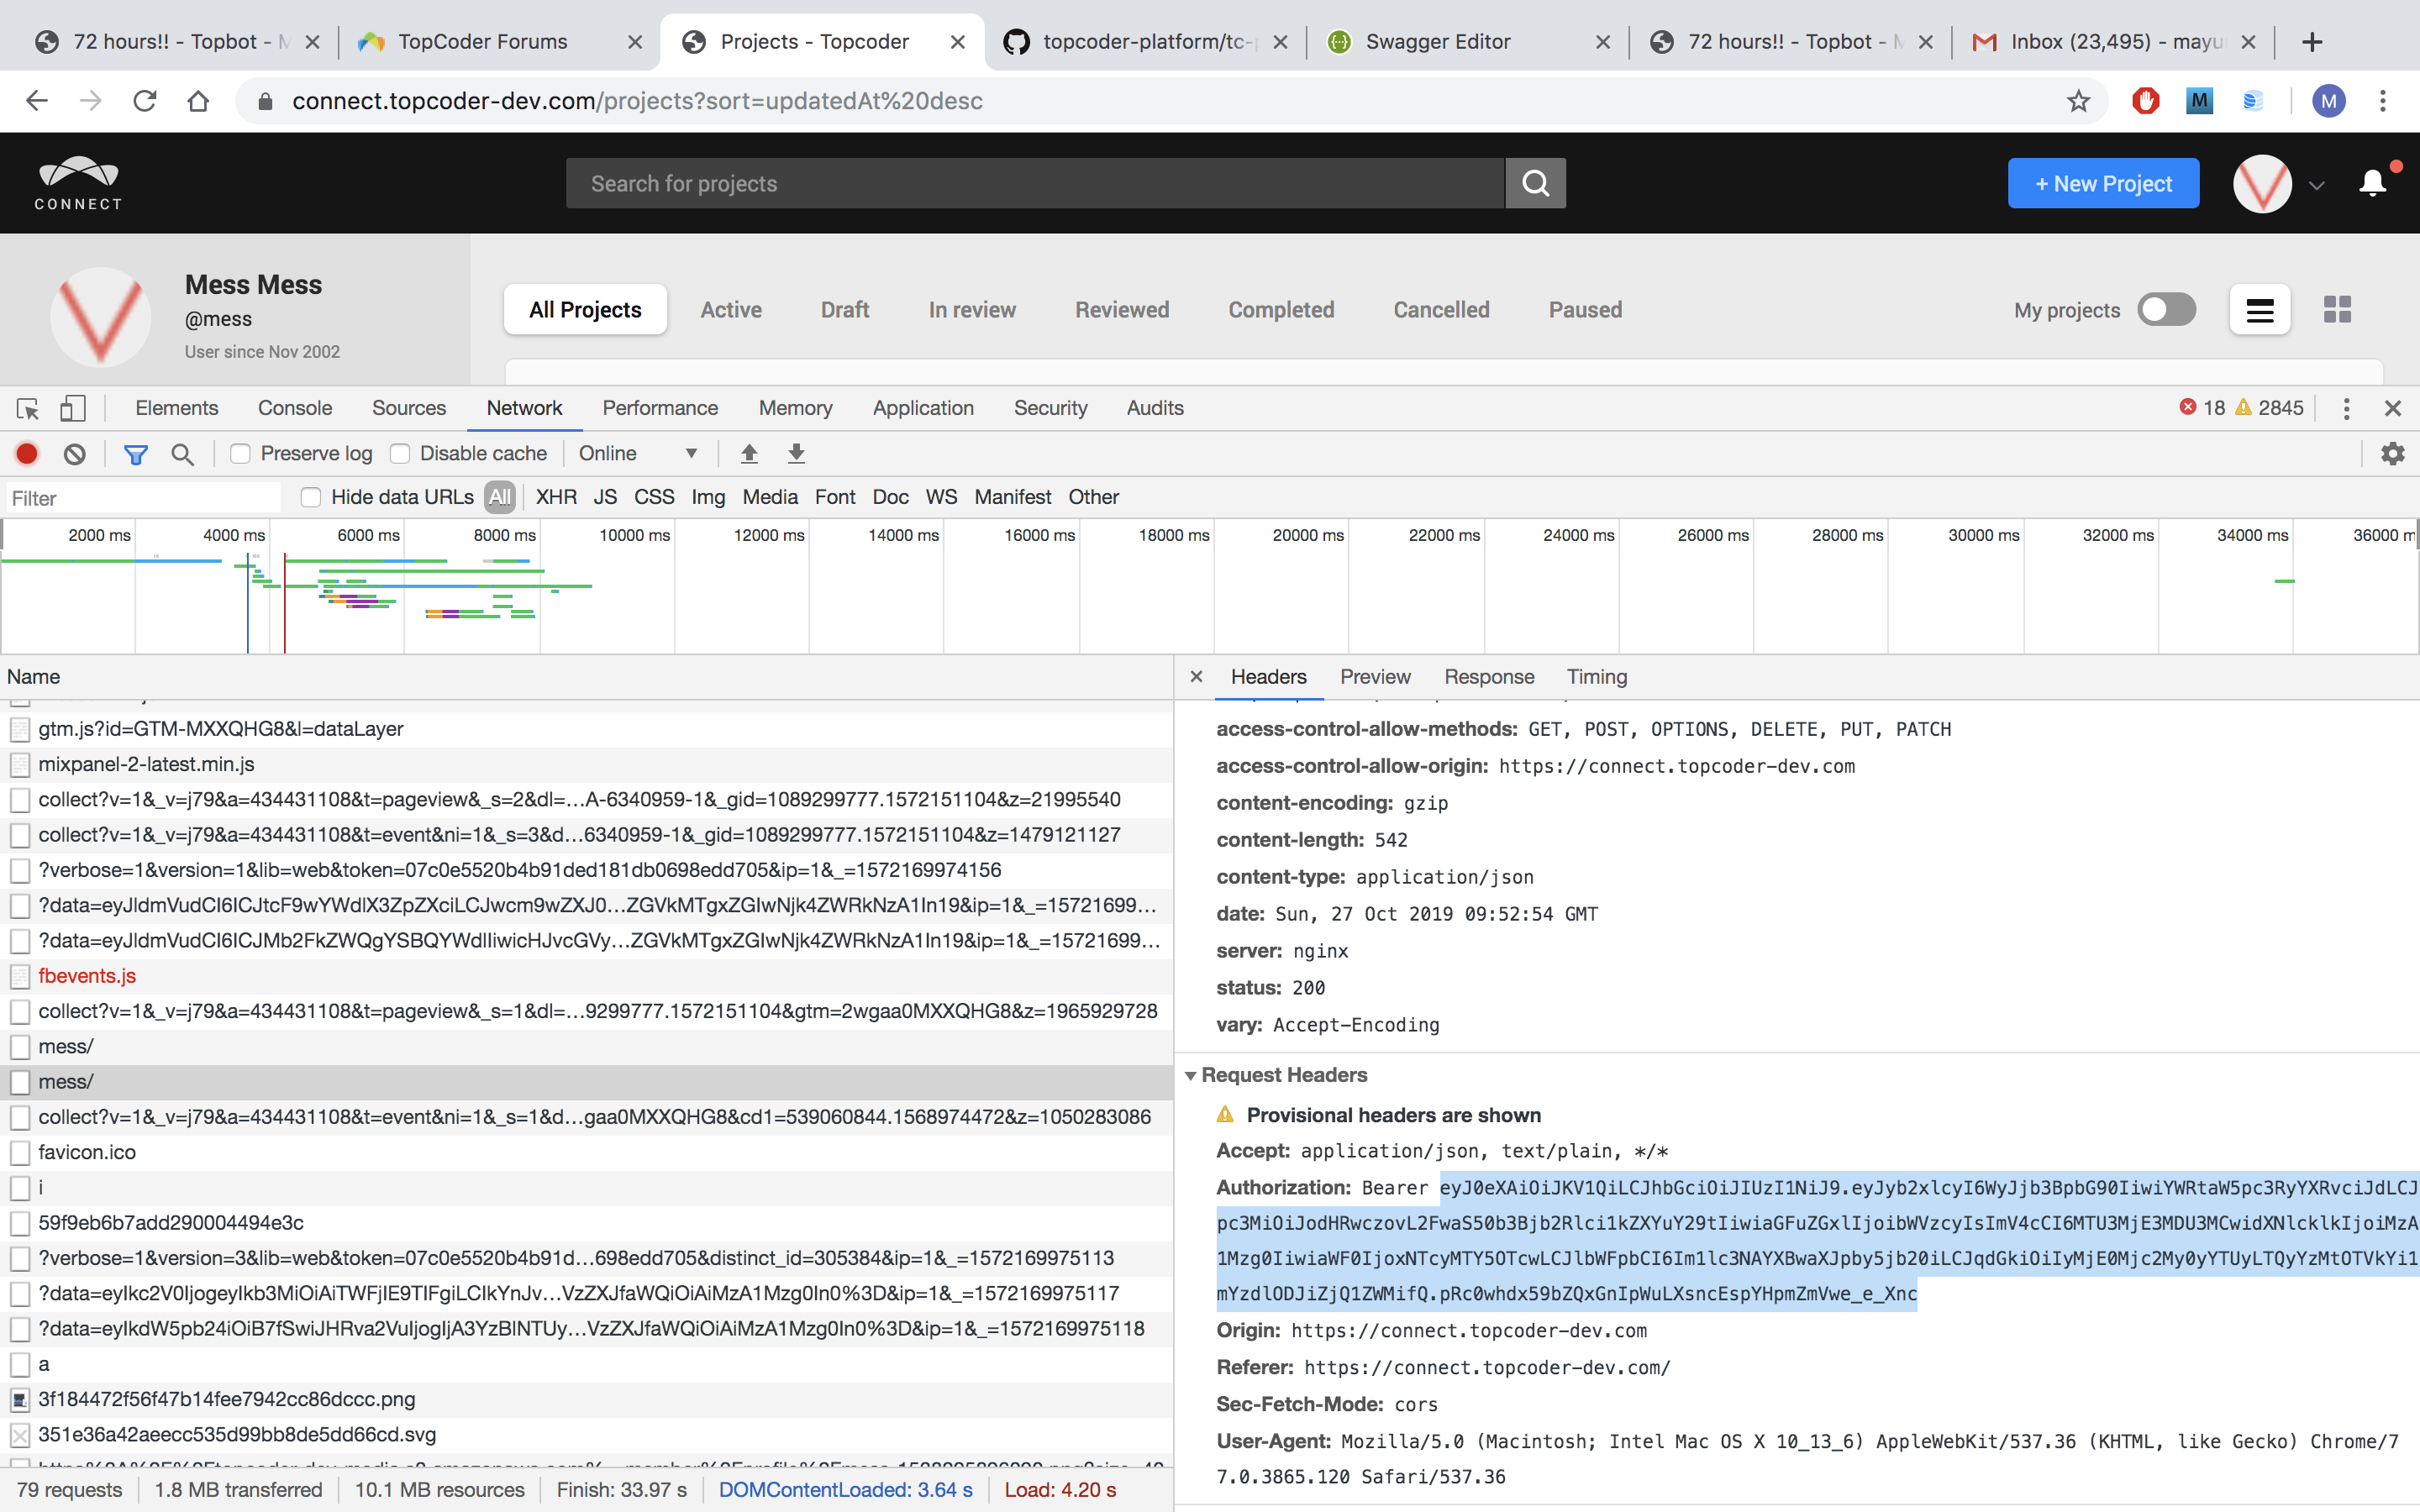 72 hours!! - Topbot - M
TopCoder Forums
Projects - Topcoder
topcoder-platform/tc-p
Swagger Editor
72 hours!! - Topbot - M
Inbox (23,495) - mayu
connect.topcoder-dev.com/projects?sort=updatedAt%20desc
M
M
CONNECT
Search for projects
+ New Project
Mess Mess
@mess
User since Nov 2002
All Projects
Active
Draft
In review
Reviewed
Completed
Cancelled
Paused
My projects
Elements
Console
Sources
Network
Performance
Memory
Application
Security
Audits
18
2845
Preserve log
Disable cache
Online
Filter
Hide data URLs
All
XHR
JS
CSS
Img
Media
Font
Doc
WS
Manifest
Other
2000 ms
4000 ms
6000 ms
8000 ms
10000 ms
12000 ms
14000 ms
16000 ms
18000 ms
20000 ms
22000 ms
24000 ms
26000 ms
28000 ms
30000 ms
32000 ms
34000 ms
36000 m
Name
gtm.js?id=GTM-MXXQHG8&l=dataLayer
mixpanel-2-latest.min.js
collect?v=1&_v=j79&a=434431108&t=pageview&_s=2&dl=…A-6340959-1&_gid=1089299777.1572151104&z=21995540
collect?v=1&_v=j79&a=434431108&t=event&ni=1&_s=3&d…6340959-1&_gid=1089299777.1572151104&z=1479121127
?verbose=1&version=1&lib=web&token=07c0e5520b4b91ded181db0698edd705&ip=1&_=1572169974156
?data=eyJldmVudCI6ICJtcF9wYWdlX3ZpZXciLCJwcm9wZXJ0…ZGVkMTgxZGIwNjk4ZWRkNzA1In19&ip=1&_=15721699…
?data=eyJldmVudCI6ICJMb2FkZWQgYSBQYWdlIiwicHJvcGVy…ZGVkMTgxZGIwNjk4ZWRkNzA1In19&ip=1&_=15721699…
fbevents.js
collect?v=1&_v=j79&a=434431108&t=pageview&_s=1&dl=…9299777.1572151104&gtm=2wgaa0MXXQHG8&z=1965929728
mess/
mess/
collect?v=1&_v=j79&a=434431108&t=event&ni=1&_s=1&d…gaa0MXXQHG8&cd1=539060844.1568974472&z=1050283086
favicon.ico
i
59f9eb6b7add290004494e3c
?verbose=1&version=3&lib=web&token=07c0e5520b4b91d…698edd705&distinct_id=305384&ip=1&_=1572169975113
?data=eyIkc2V0IjogeyIkb3MiOiAiTWFjIE9TIFgiLCIkYnJv…VzZXJfaWQiOiAiMzA1Mzg0In0%3D&ip=1&_=1572169975117
?data=eyIkdW5pb24iOiB7fSwiJHRva2VuIjogIjA3YzBlNTUy…VzZXJfaWQiOiAiMzA1Mzg0In0%3D&ip=1&_=1572169975118
a
3f184472f56f47b14fee7942cc86dccc.png
351e36a42aeecc535d99bb8de5dd66cd.svg
Headers
Preview
Response
Timing
access-control-allow-methods: GET, POST, OPTIONS, DELETE, PUT, PATCH
access-control-allow-origin: https://connect.topcoder-dev.com
content-encoding: gzip
content-length: 542
content-type: application/json
date: Sun, 27 Oct 2019 09:52:54 GMT
server: nginx
status: 200
vary: Accept-Encoding
Request Headers
Provisional headers are shown
Accept: application/json, text/plain, */*
Authorization: Bearer eyJ0eXAiOiJKV1QiLCJhbGciOiJIUzI1NiJ9.eyJyb2xlcyI6WyJjb3BpbG90IiwiYWRtaW5pc3RyYXRvciJdLCJ
pc3MiOiJodHRwczovL2FwaS50b3Bjb2Rlci1kZXYuY29tIiwiaGFuZGxlIjoibWVzcyIsImV4cCI6MTU3MjE3MDU3MCwidXNlcklkIjoiMzA
1Mzg0IiwiaWF0IjoxNTcyMTY5OTcwLCJlbWFpbCI6Im1lc3NAYXBwaXJpby5jb20iLCJqdGkiOiIyMjE0Mjc2My0yYTUyLTQyYzMtOTVkYi1
mYzdlODJiZjQ1ZWMifQ.pRc0whdx59bZQxGnIpWuLXsncEspYHpmZmVwe_e_Xnc
Origin: https://connect.topcoder-dev.com
Referer: https://connect.topcoder-dev.com/
Sec-Fetch-Mode: cors
User-Agent: Mozilla/5.0 (Macintosh; Intel Mac OS X 10_13_6) AppleWebKit/537.36 (KHTML, like Gecko) Chrome/7
7.0.3865.120 Safari/537.36
79 requests
1.8 MB transferred
10.1 MB resources
Finish: 33.97 s
DOMContentLoaded: 3.64 s
Load: 4.20 s